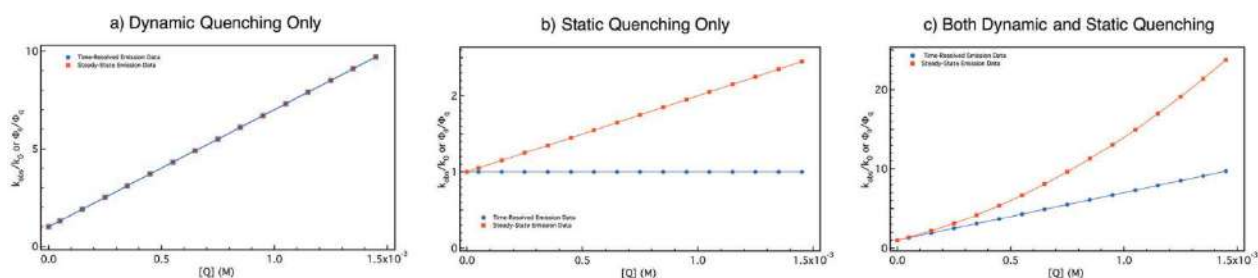 a) Dynamic Quenching Only
10
5
0
k_obs/k_0 or Φ_0/Φ_q
Time-Resolved Emission Data
Steady-State Emission Data
0.0
0.5
1.0
1.5x10⁻³
[Q] (M)
b) Static Quenching Only
2
1
0
k_obs/k_0 or Φ_0/Φ_q
Time-Resolved Emission Data
Steady-State Emission Data
0.0
0.5
1.0
1.5x10⁻³
[Q] (M)
c) Both Dynamic and Static Quenching
20
10
0
k_obs/k_0 or Φ_0/Φ_q
Time-Resolved Emission Data
Steady-State Emission Data
0.0
0.5
1.0
1.5x10⁻³
[Q] (M)